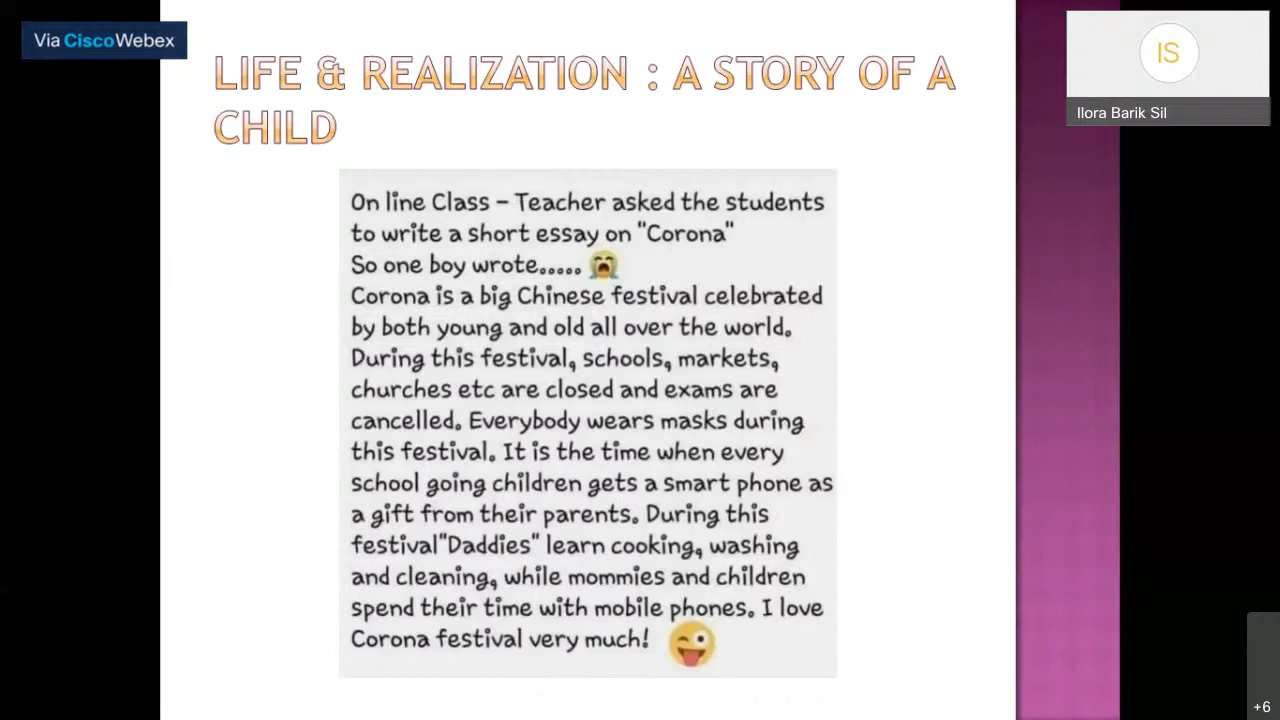 Via Cisco Webex
LIFE & REALIZATION : A STORY OF A
CHILD
On line Class – Teacher asked the students
to write a short essay on "Corona"
So one boy wrote.....
Corona is a big Chinese festival celebrated
by both young and old all over the world.
During this festival, schools, markets,
churches etc are closed and exams are
cancelled. Everybody wears masks during
this festival. It is the time when every
school going children gets a smart phone as
a gift from their parents. During this
festival"Daddies" learn cooking, washing
and cleaning, while mommies and children
spend their time with mobile phones. I love
Corona festival very much!
IS
Ilora Barik Sil
+6